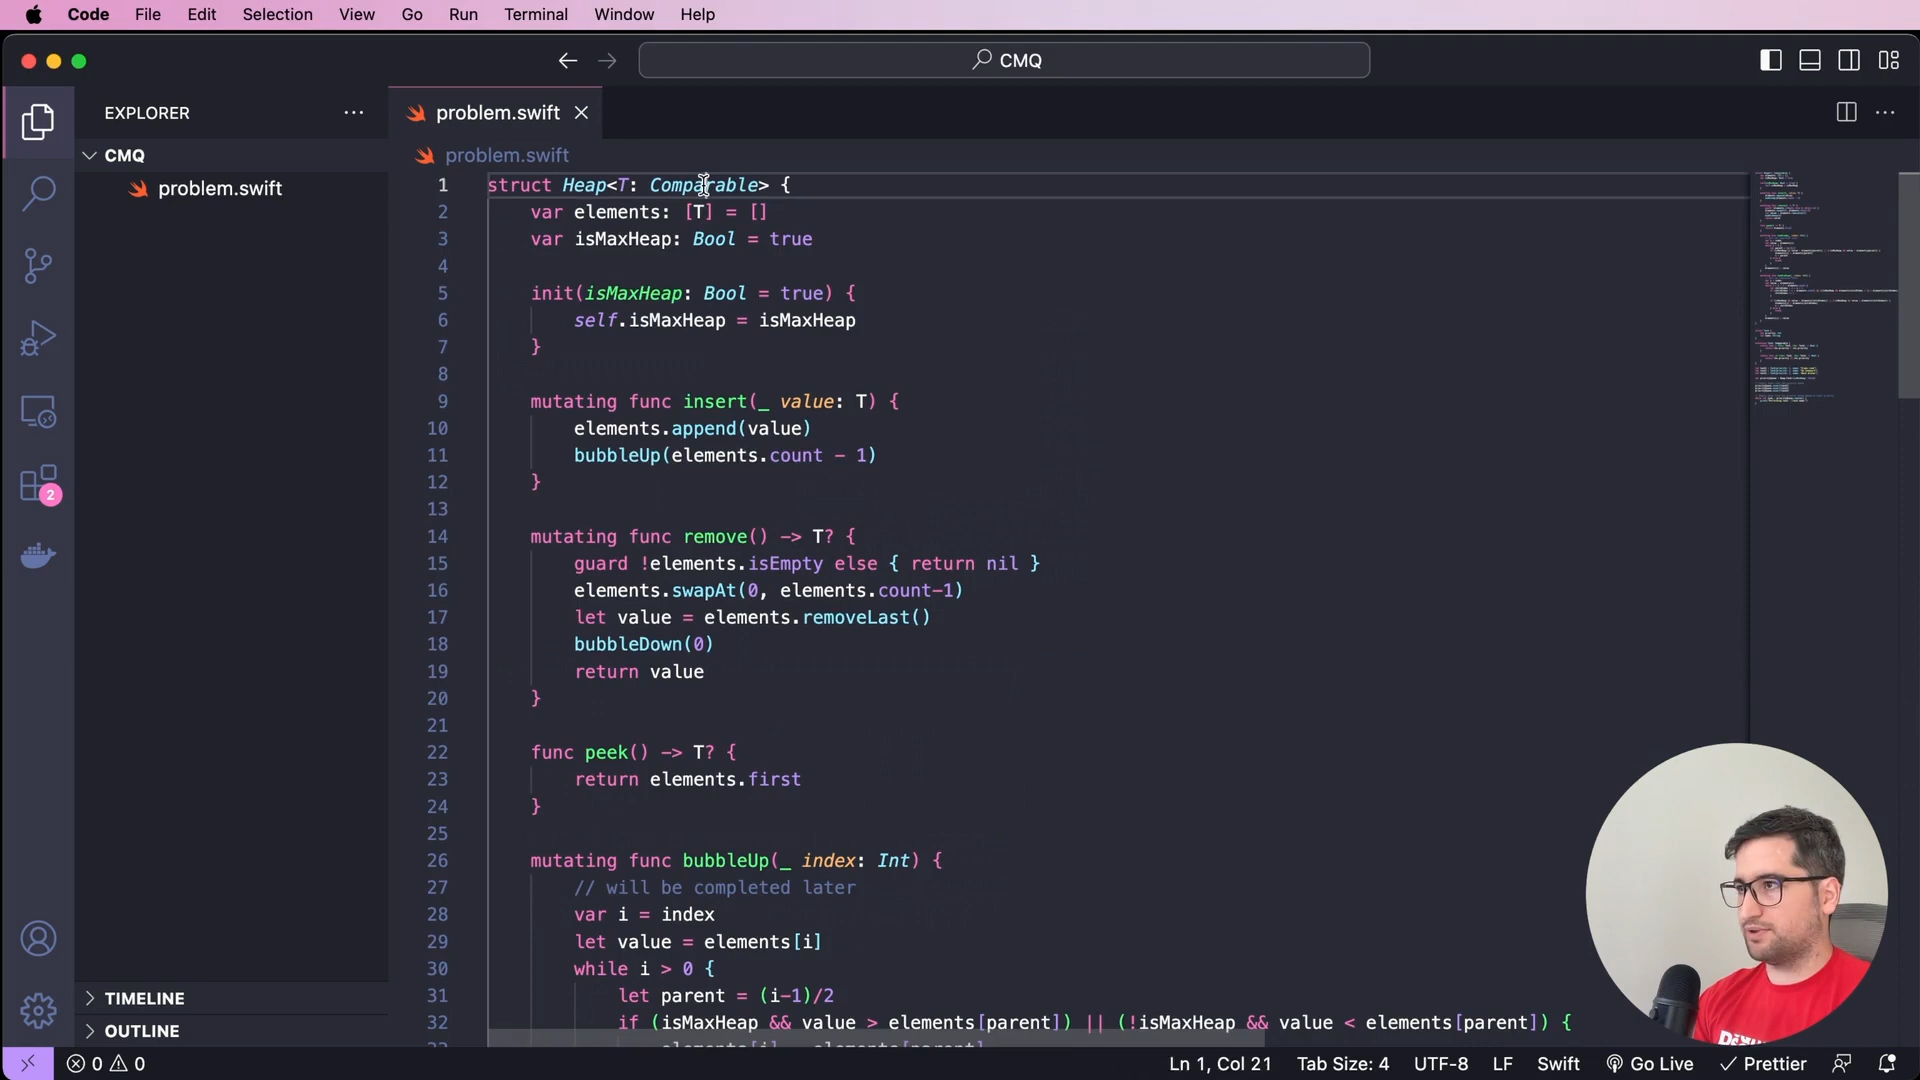 Code File Edit Selection View Go Run Terminal Window Help
CMQ
EXPLORER
problem.swift
CMQ
problem.swift
problem.swift
1 struct Heap<T: Comparable> {
2 var elements: [T] = []
3 var isMaxHeap: Bool = true
4
5 init(isMaxHeap: Bool = true) {
6 self.isMaxHeap = isMaxHeap
7 }
8
9 mutating func insert(_ value: T) {
10 elements.append(value)
11 bubbleUp(elements.count - 1)
12 }
13
14 mutating func remove() -> T? {
15 guard !elements.isEmpty else { return nil }
16 elements.swapAt(0, elements.count-1)
17 let value = elements.removeLast()
18 bubbleDown(0)
19 return value
20 }
21
22 func peek() -> T? {
23 return elements.first
24 }
25
26 mutating func bubbleUp(_ index: Int) {
27 // will be completed later
28 var i = index
29 let value = elements[i]
30 while i > 0 {
31 let parent = (i-1)/2
32 if (isMaxHeap && value > elements[parent]) || (!isMaxHeap && value < elements[parent]) {
2
TIMELINE
OUTLINE
0 0
Ln 1, Col 21 Tab Size: 4 UTF-8 LF Swift Go Live Prettier